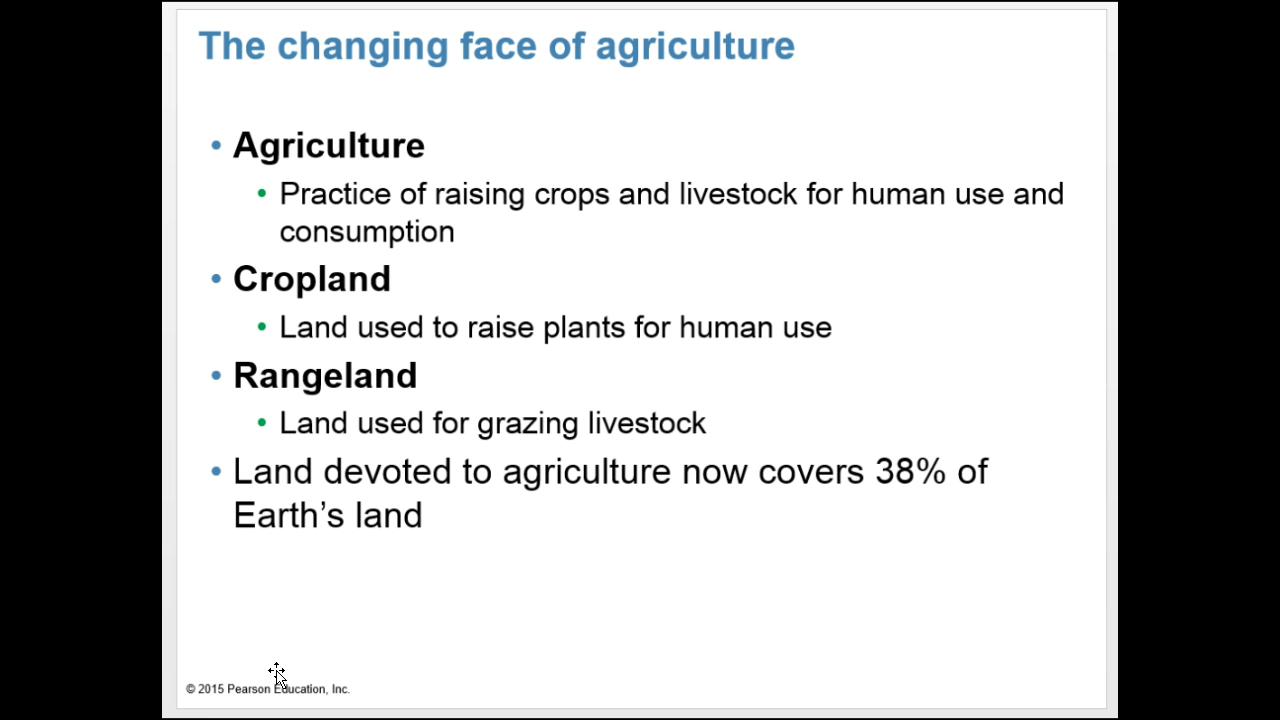 The changing face of agriculture
• Agriculture
• Practice of raising crops and livestock for human use and
consumption
• Cropland
• Land used to raise plants for human use
• Rangeland
• Land used for grazing livestock
• Land devoted to agriculture now covers 38% of
Earth’s land
© 2015 Pearson Education, Inc.